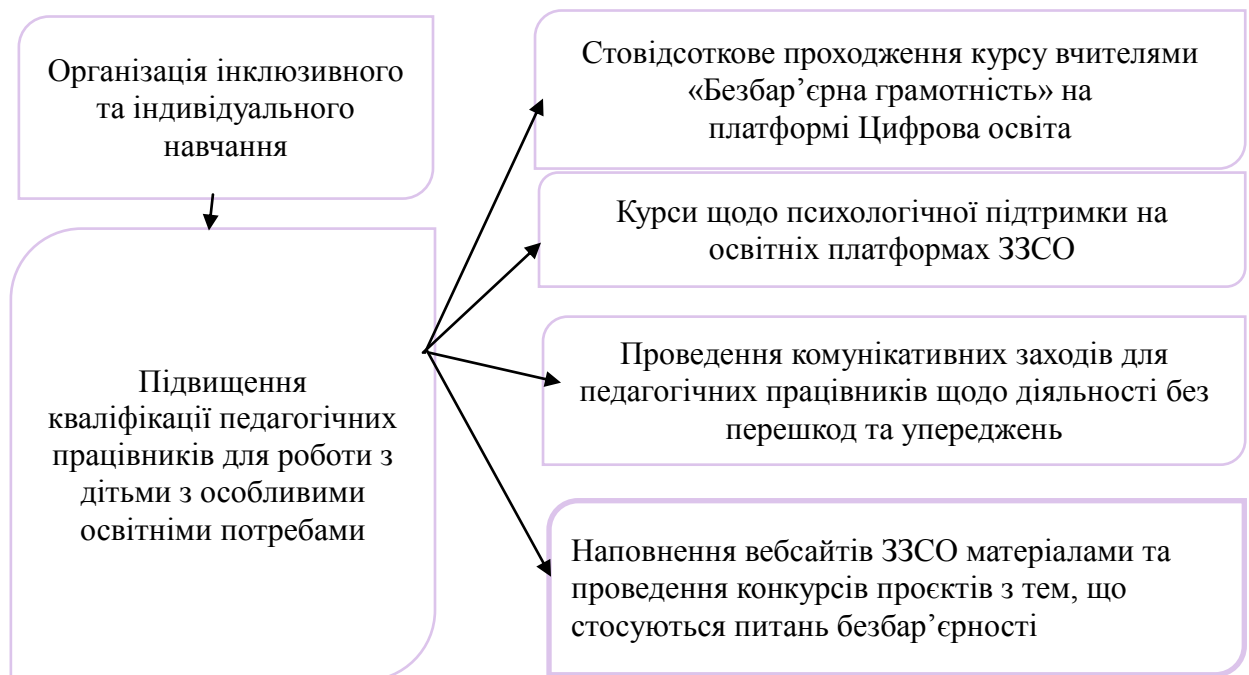 Організація інклюзивного
та індивідуального
навчання
Підвищення
кваліфікації педагогічних
працівників для роботи з
дітьми з особливими
освітніми потребами
Стовідсоткове проходження курсу вчителями
«Безбар’єрна грамотність» на
платформі Цифрова освіта
Курси щодо психологічної підтримки на
освітніх платформах ЗЗСО
Проведення комунікативних заходів для
педагогічних працівників щодо діяльності без
перешкод та упереджень
Наповнення вебсайтів ЗЗСО матеріалами та
проведення конкурсів проєктів з тем, що
стосуються питань безбар’єрності